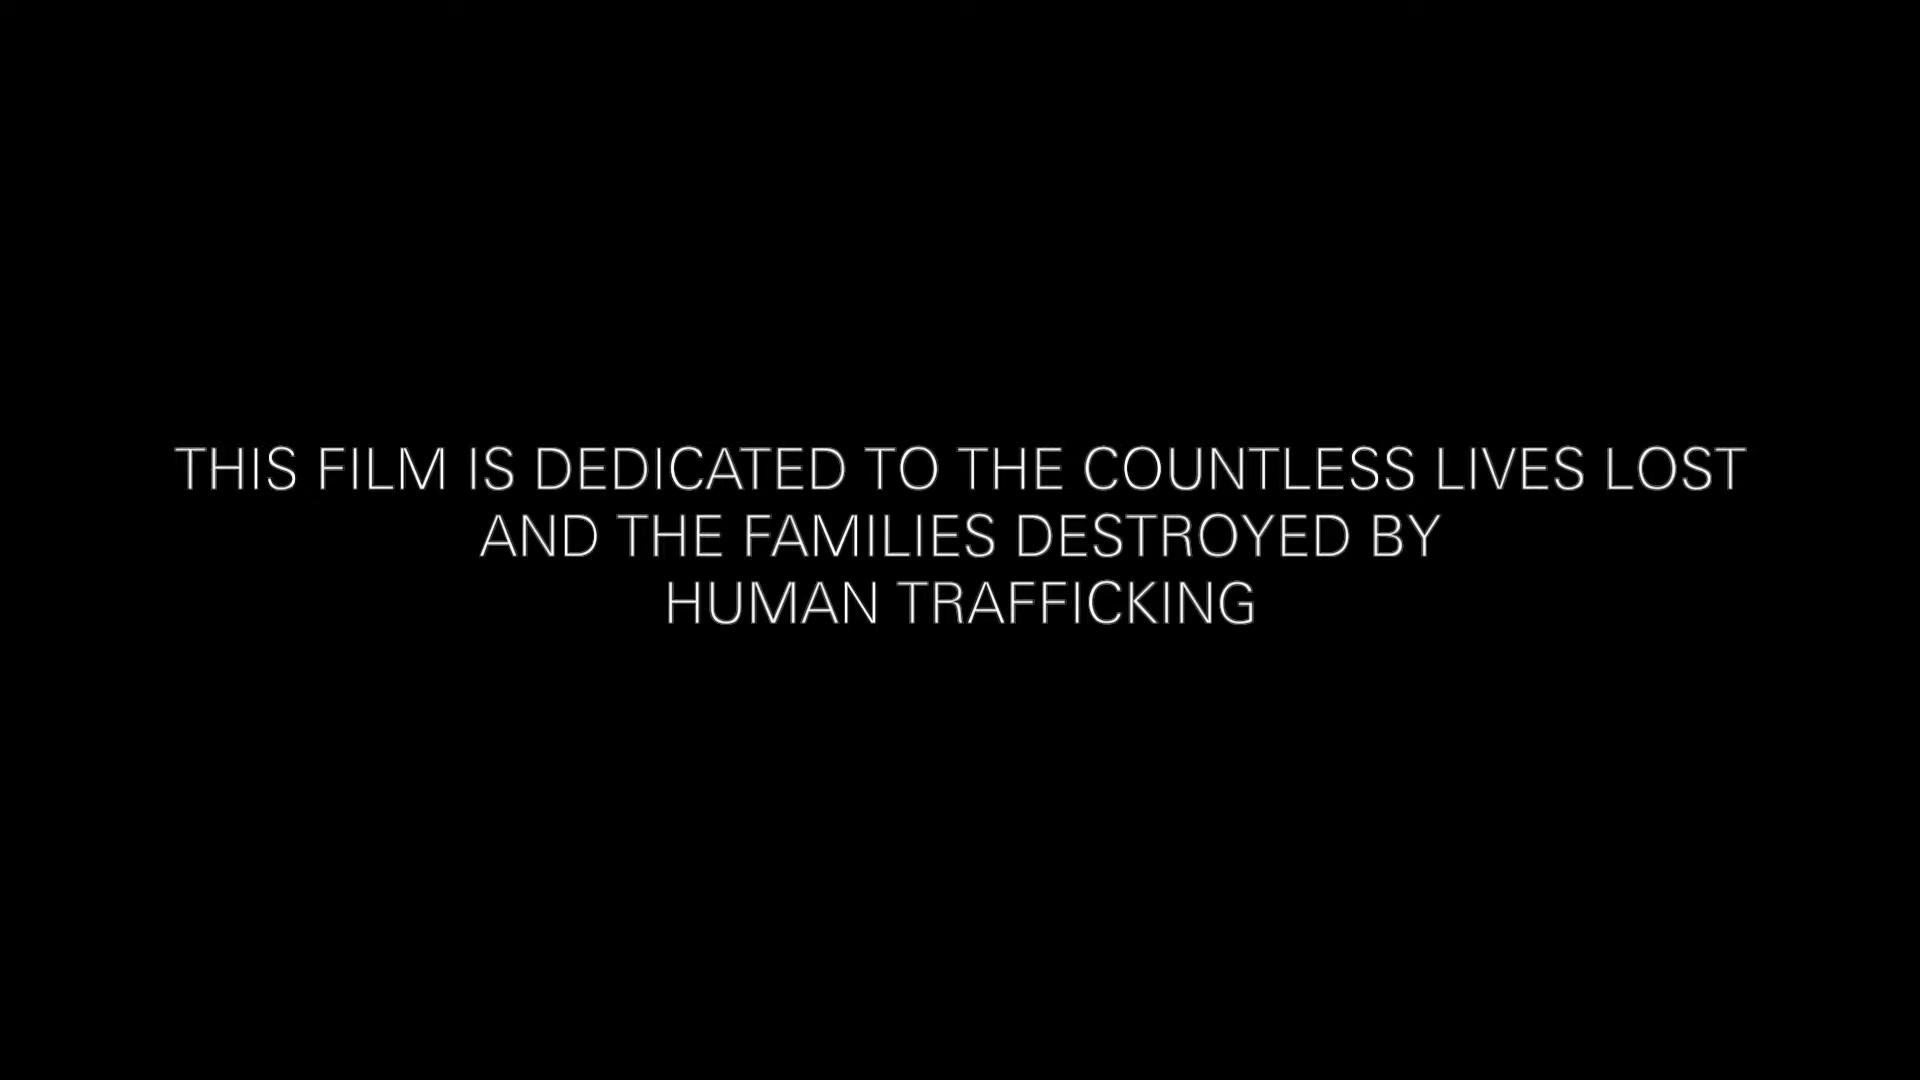 THIS FILM IS DEDICATED TO THE COUNTLESS LIVES LOST
AND THE FAMILIES DESTROYED BY
HUMAN TRAFFICKING